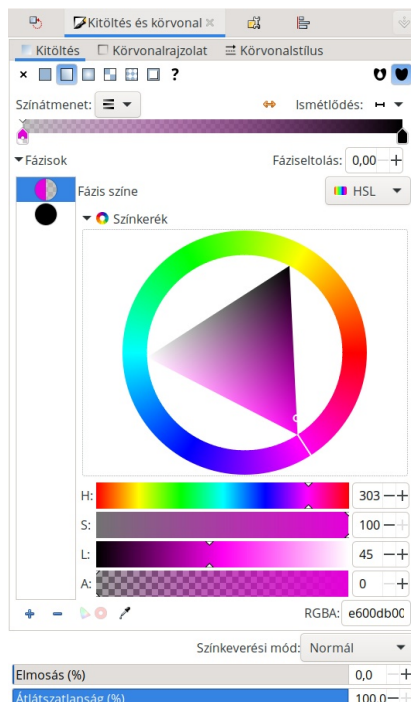 Kitöltés és körvonal
Kitöltés Körvonalrajzolat Körvonalstílus
?
Színátmenet: Ismétlődés:
Fázisok Fáziseltolás: 0,00 − +
Fázis színe HSL
Színkerék
H: 303 − +
S: 100 − +
L: 45 − +
A: 0 − +
+ − RGBA: e600db00
Színkeverési mód: Normál
Elmosás (%) 0,0 − +
Átlátszatlanság (%) 100,0 − +